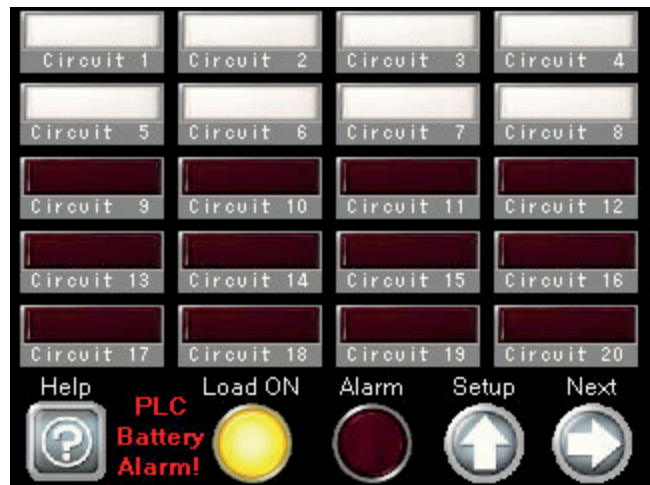 Circuit 1 Circuit 2 Circuit 3 Circuit 4
Circuit 5 Circuit 6 Circuit 7 Circuit 8
Circuit 9 Circuit 10 Circuit 11 Circuit 12
Circuit 13 Circuit 14 Circuit 15 Circuit 16
Circuit 17 Circuit 18 Circuit 19 Circuit 20
Help Load ON Alarm Setup Next
PLC
Battery
Alarm!
?